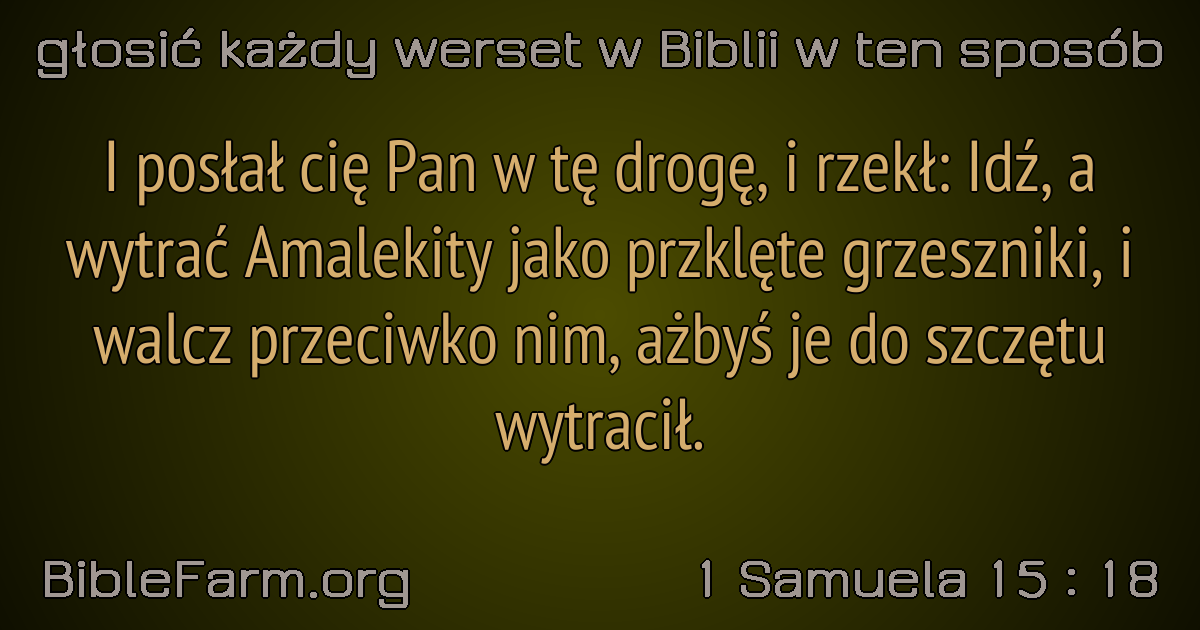 głosić każdy werset w Biblii w ten sposób
I posłał cię Pan w tę drogę, i rzekł: Idź, a
wytrać Amalekity jako przklęte grzeszniki, i
walcz przeciwko nim, ażbyś je do szczętu
wytracił.
BibleFarm.org
1 Samuela 15 : 18